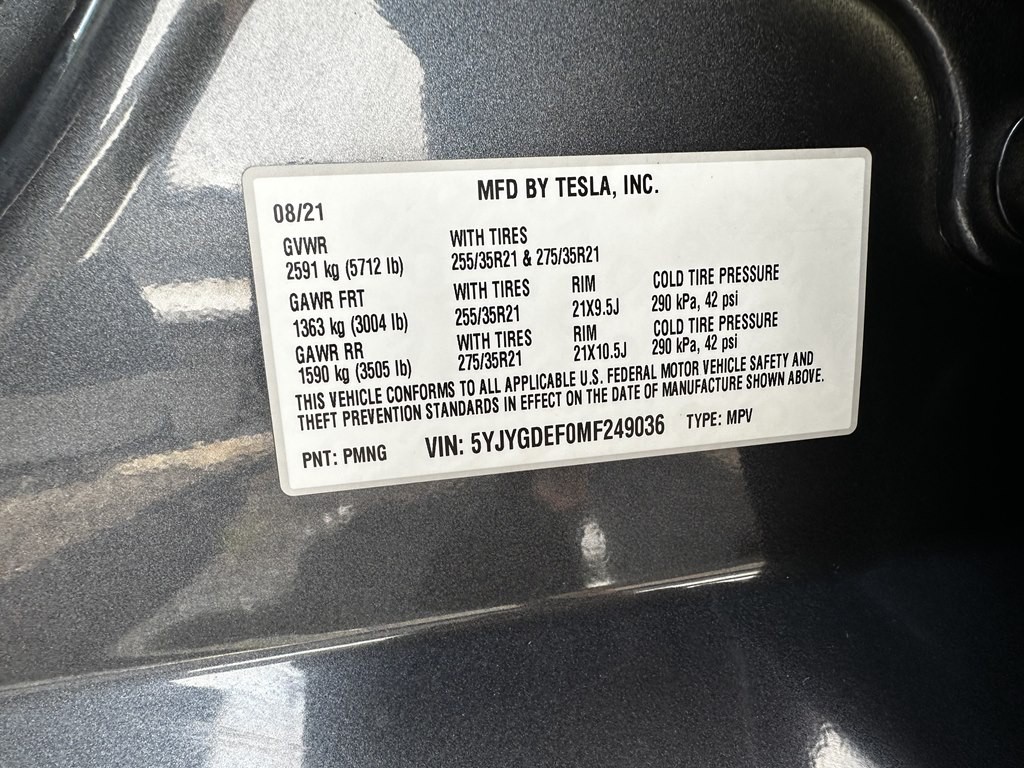 MFD BY TESLA, INC.
08/21
GVWR WITH TIRES
2591 kg (5712 lb) 255/35R21 & 275/35R21
GAWR FRT WITH TIRES RIM COLD TIRE PRESSURE
1363 kg (3004 lb) 255/35R21 21X9.5J 290 kPa, 42 psi
GAWR RR WITH TIRES RIM COLD TIRE PRESSURE
1590 kg (3505 lb) 275/35R21 21X10.5J 290 kPa, 42 psi
THIS VEHICLE CONFORMS TO ALL APPLICABLE U.S. FEDERAL MOTOR VEHICLE SAFETY AND
THEFT PREVENTION STANDARDS IN EFFECT ON THE DATE OF MANUFACTURE SHOWN ABOVE.
PNT: PMNG VIN: 5YJYGDEF0MF249036 TYPE: MPV